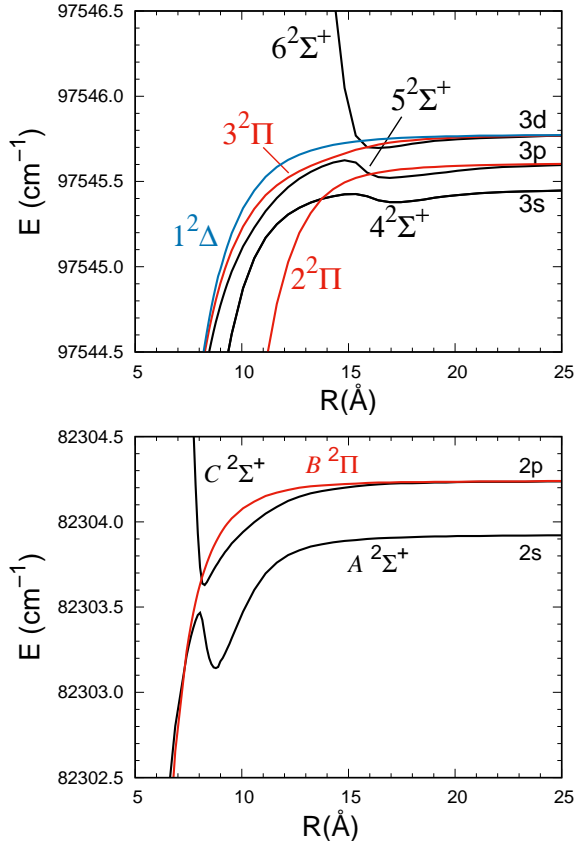 97546.5
6²Σ⁺
97546.0
5²Σ⁺
3d
3²Π
3p
97545.5
3s
E (cm⁻¹)
1²Δ
4²Σ⁺
2²Π
97545.0
97544.5
5 10 15 20 25
R(Å)
82304.5
C ²Σ⁺ B ²Π 2p
82304.0
2s
A ²Σ⁺
82303.5
E (cm⁻¹)
82303.0
82302.5
5 10 15 20 25
R(Å)